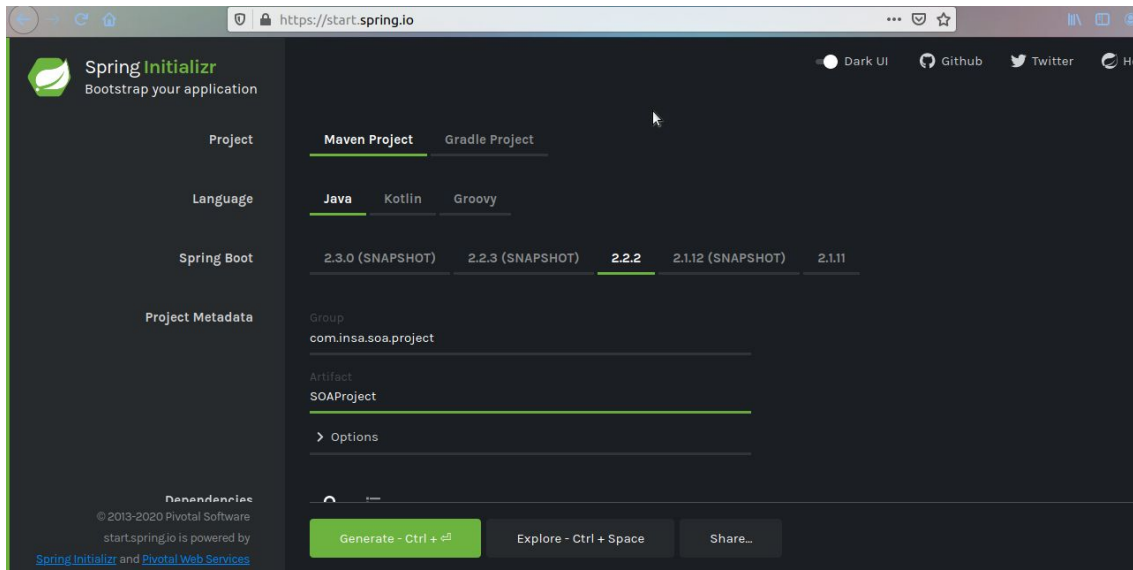 https://start.spring.io
Spring Initializr
Bootstrap your application
Dark UI Github Twitter
Project
Maven Project Gradle Project
Language
Java Kotlin Groovy
Spring Boot
2.3.0 (SNAPSHOT) 2.2.3 (SNAPSHOT) 2.2.2 2.1.12 (SNAPSHOT) 2.1.11
Project Metadata
Group
com.insa.soa.project
Artifact
SOAProject
> Options
Dependencies
© 2013-2020 Pivotal Software
start.spring.io is powered by
Spring Initializr and Pivotal Web Services
Generate - Ctrl + ⏎ Explore - Ctrl + Space Share...